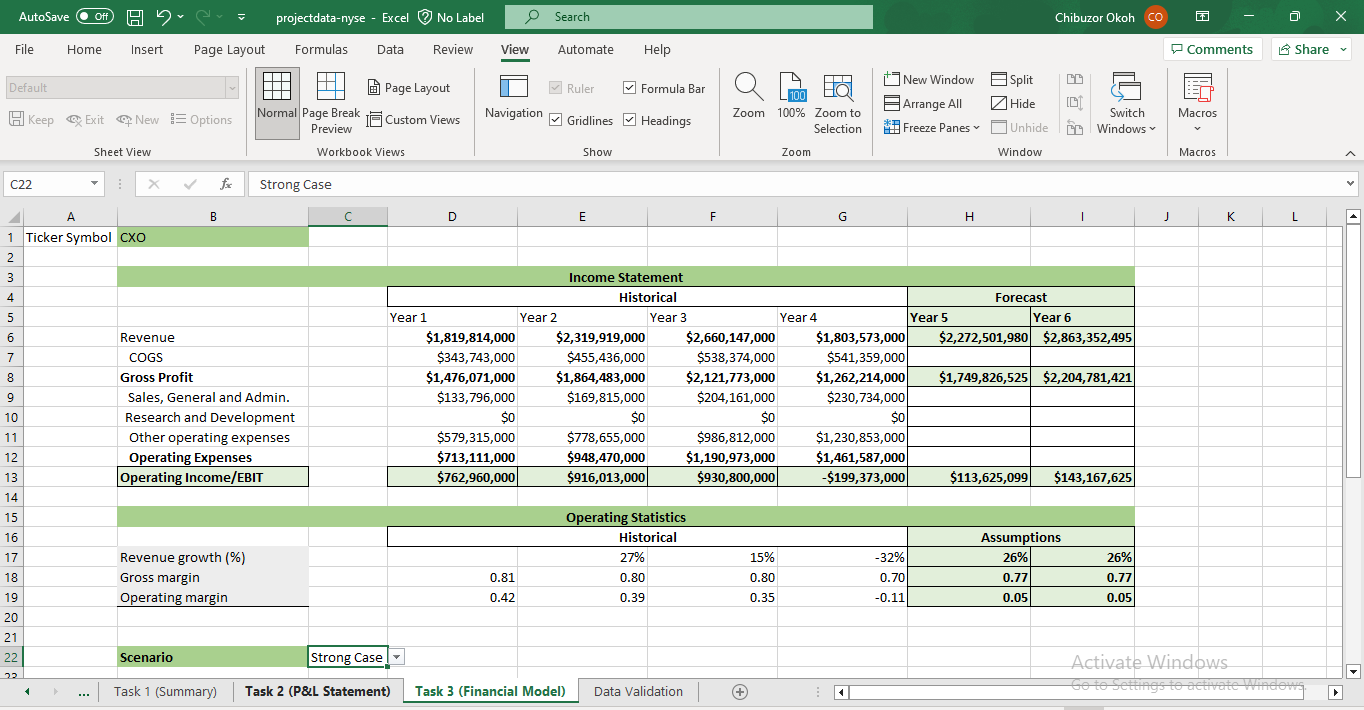 AutoSave Off projectdata-nyse - Excel No Label Search Chibuzor Okoh CO
File Home Insert Page Layout Formulas Data Review View Automate Help Comments Share
Default
Keep Exit New Options
Sheet View
Normal Page Break Preview Page Layout Custom Views
Workbook Views
Navigation Ruler Formula Bar Gridlines Headings
Show
Zoom 100 100% Zoom to Selection
Zoom
New Window Arrange All Freeze Panes Split Hide Unhide Switch Windows
Window
Macros
Macros
C22 fx Strong Case
A B C D E F G H I J K L
1 Ticker Symbol CXO
2
3 Income Statement
4 Historical Forecast
5 Year 1 Year 2 Year 3 Year 4 Year 5 Year 6
6 Revenue $1,819,814,000 $2,319,919,000 $2,660,147,000 $1,803,573,000 $2,272,501,980 $2,863,352,495
7 COGS $343,743,000 $455,436,000 $538,374,000 $541,359,000
8 Gross Profit $1,476,071,000 $1,864,483,000 $2,121,773,000 $1,262,214,000 $1,749,826,525 $2,204,781,421
9 Sales, General and Admin. $133,796,000 $169,815,000 $204,161,000 $230,734,000
10 Research and Development $0 $0 $0 $0
11 Other operating expenses $579,315,000 $778,655,000 $986,812,000 $1,230,853,000
12 Operating Expenses $713,111,000 $948,470,000 $1,190,973,000 $1,461,587,000
13 Operating Income/EBIT $762,960,000 $916,013,000 $930,800,000 -$199,373,000 $113,625,099 $143,167,625
14
15 Operating Statistics
16 Historical Assumptions
17 Revenue growth (%) 27% 15% -32% 26% 26%
18 Gross margin 0.81 0.80 0.80 0.70 0.77 0.77
19 Operating margin 0.42 0.39 0.35 -0.11 0.05 0.05
20
21
22 Scenario Strong Case
23
Activate Windows
Go to Settings to activate Windows.
... Task 1 (Summary) Task 2 (P&L Statement) Task 3 (Financial Model) Data Validation